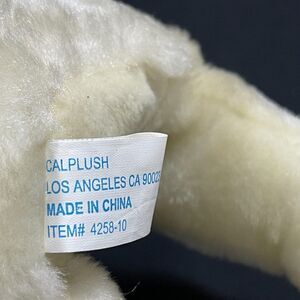 CALPLUSH
LOS ANGELES CA
MADE IN CHINA
ITEM# 4258-10